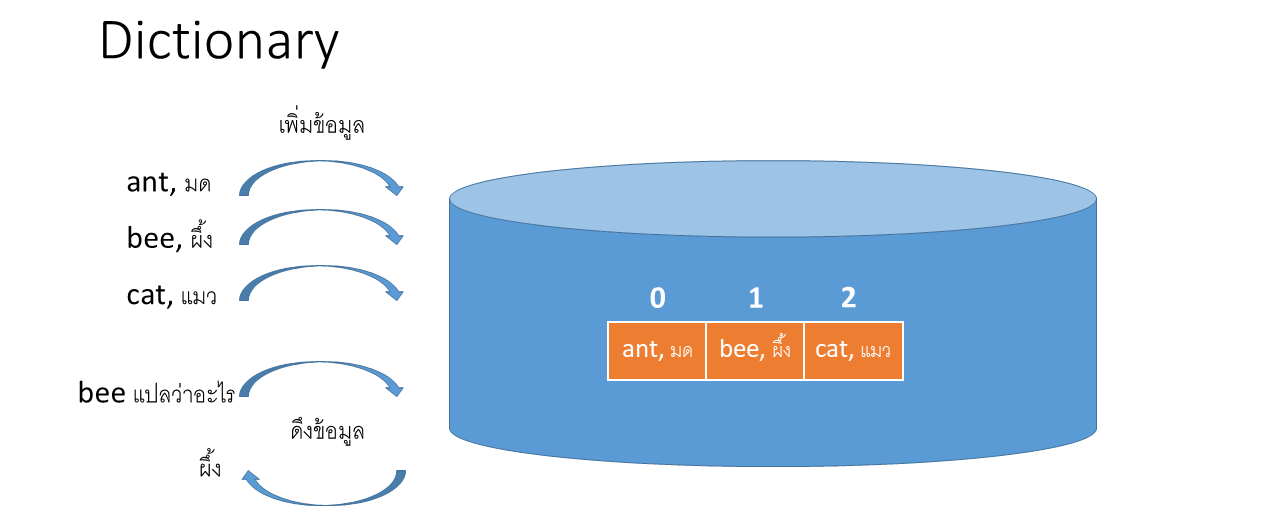 Dictionary
เพิ่มข้อมูล
ant, มด
bee, ผึ้ง
cat, แมว
0 1 2
ant, มด bee, ผึ้ง cat, แมว
bee แปลว่าอะไร
ดึงข้อมูล
ผึ้ง